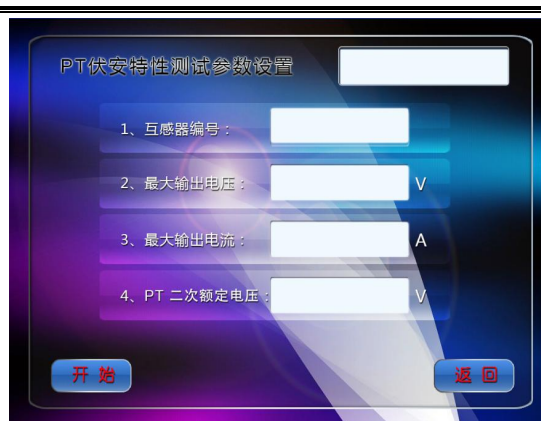 PT伏安特性测试参数设置
1、互感器编号：
2、最大输出电压： V
3、最大输出电流： A
4、PT 二次额定电压： V
开 始 返 回